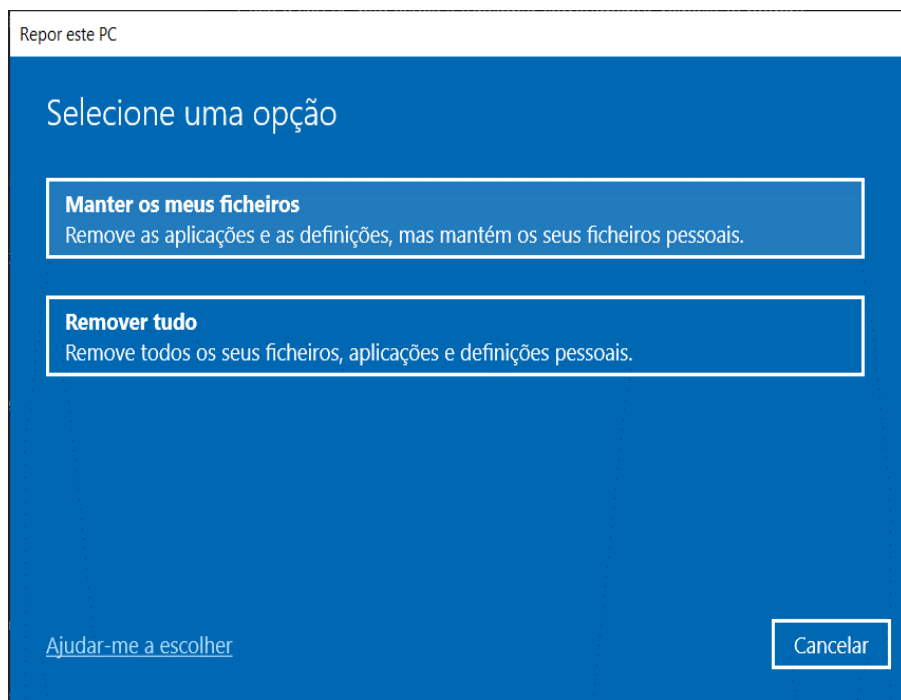 Repor este PC
Selecione uma opção
Manter os meus ficheiros
Remove as aplicações e as definições, mas mantém os seus ficheiros pessoais.
Remover tudo
Remove todos os seus ficheiros, aplicações e definições pessoais.
Ajudar-me a escolher
Cancelar